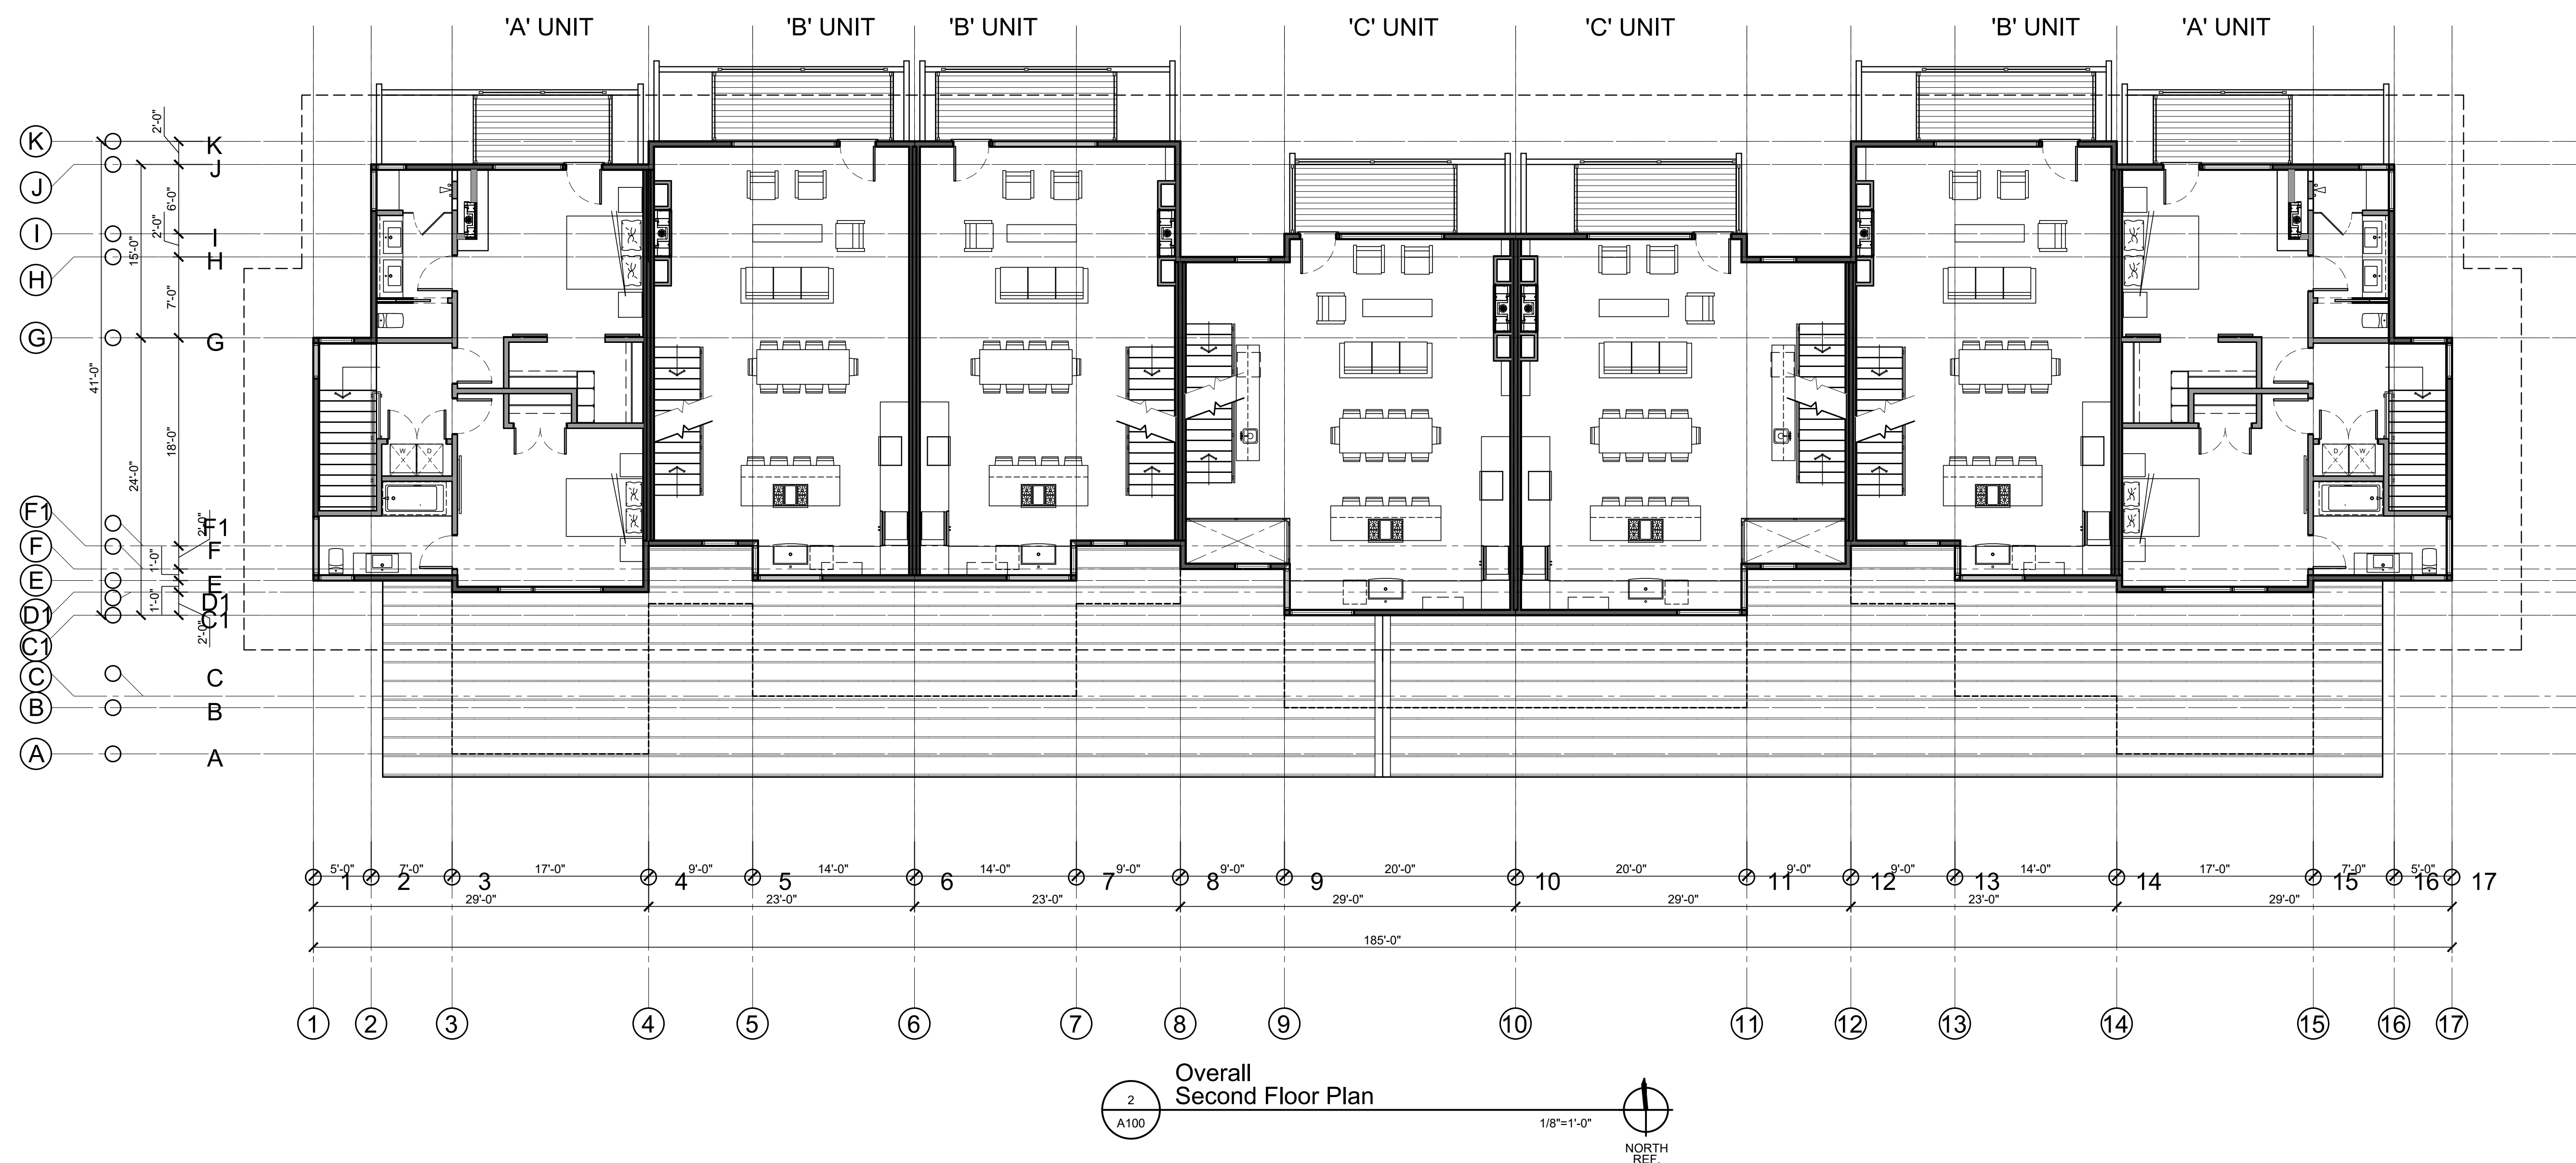 'A' UNIT 'B' UNIT 'B' UNIT 'C' UNIT 'C' UNIT 'B' UNIT 'A' UNIT
2'-0"
K K
J J
6'-0"
2'-0"
15'-0"
I I
H H
7'-0"
G G
41'-0"
18'-0"
24'-0"
W D D W
F1 F1
2'-0"
F F
1'-0"
E E
D1 D1
1'-0"
C1 C1
2'-0"
C C
B B
A A
5'-0" 7'-0" 17'-0" 9'-0" 14'-0" 14'-0" 9'-0" 9'-0" 20'-0" 20'-0" 9'-0" 9'-0" 14'-0" 17'-0" 7'-0" 5'-0"
1 2 3 4 5 6 7 8 9 10 11 12 13 14 15 16 17
29'-0" 23'-0" 23'-0" 29'-0" 29'-0" 23'-0" 29'-0"
185'-0"
1 2 3 4 5 6 7 8 9 10 11 12 13 14 15 16 17
Overall
2 Second Floor Plan
A100 1/8"=1'-0"
NORTH
REF.